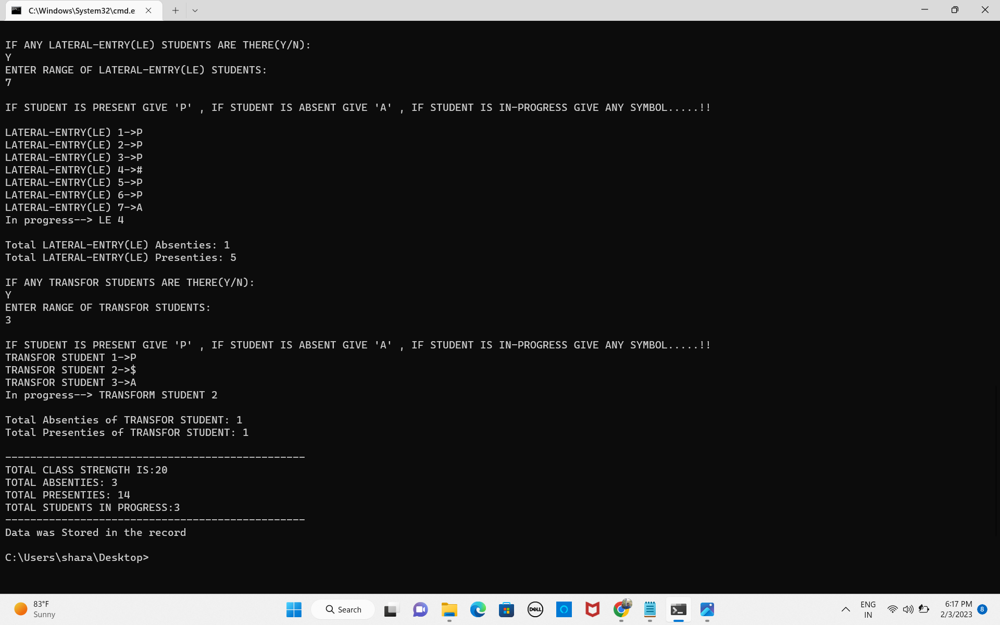 C:\Windows\System32\cmd.e
IF ANY LATERAL-ENTRY(LE) STUDENTS ARE THERE(Y/N):
Y
ENTER RANGE OF LATERAL-ENTRY(LE) STUDENTS:
7
IF STUDENT IS PRESENT GIVE 'P' , IF STUDENT IS ABSENT GIVE 'A' , IF STUDENT IS IN-PROGRESS GIVE ANY SYMBOL.....!!
LATERAL-ENTRY(LE) 1->P
LATERAL-ENTRY(LE) 2->P
LATERAL-ENTRY(LE) 3->P
LATERAL-ENTRY(LE) 4->#
LATERAL-ENTRY(LE) 5->P
LATERAL-ENTRY(LE) 6->P
LATERAL-ENTRY(LE) 7->A
In progress--> LE 4
Total LATERAL-ENTRY(LE) Absenties: 1
Total LATERAL-ENTRY(LE) Presenties: 5
IF ANY TRANSFOR STUDENTS ARE THERE(Y/N):
Y
ENTER RANGE OF TRANSFOR STUDENTS:
3
IF STUDENT IS PRESENT GIVE 'P' , IF STUDENT IS ABSENT GIVE 'A' , IF STUDENT IS IN-PROGRESS GIVE ANY SYMBOL.....!!
TRANSFOR STUDENT 1->P
TRANSFOR STUDENT 2->$
TRANSFOR STUDENT 3->A
In progress--> TRANSFORM STUDENT 2
Total Absenties of TRANSFOR STUDENT: 1
Total Presenties of TRANSFOR STUDENT: 1
------------------------------------------------
TOTAL CLASS STRENGTH IS:20
TOTAL ABSENTIES: 3
TOTAL PRESENTIES: 14
TOTAL STUDENTS IN PROGRESS:3
------------------------------------------------
Data was Stored in the record
C:\Users\shara\Desktop>
83°F
Sunny
Search
DELL
ENG
IN
6:17 PM
2/3/2023
8